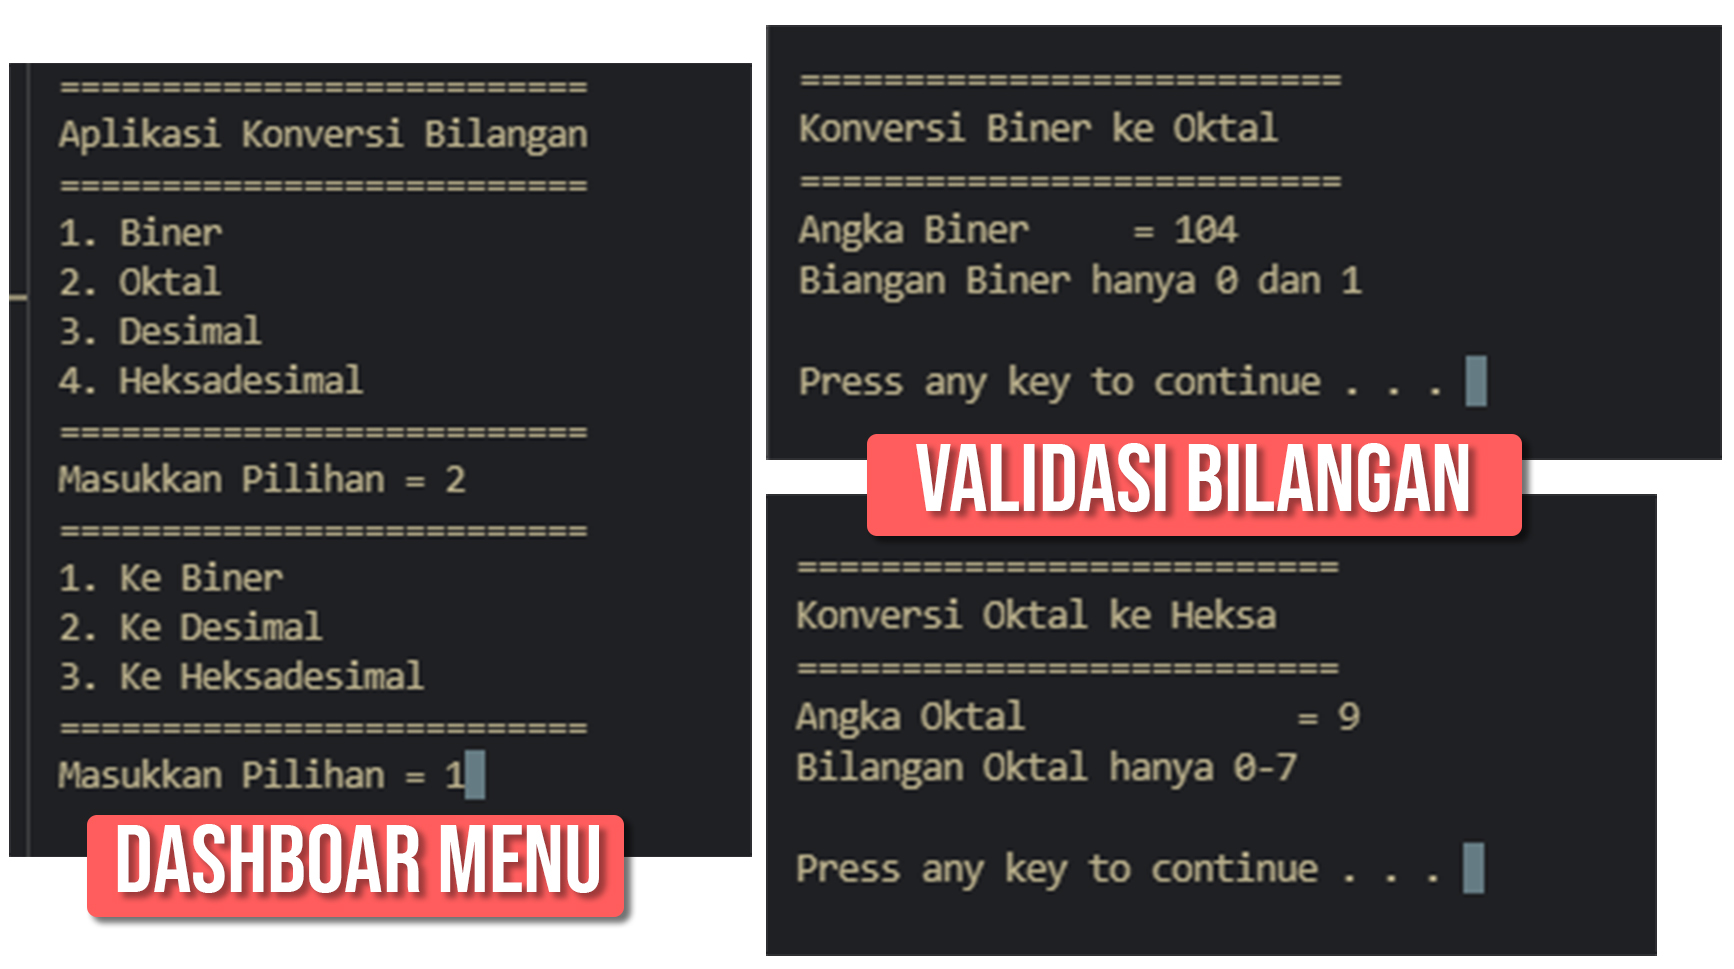 ==========================
Aplikasi Konversi Bilangan
==========================
1. Biner
2. Oktal
3. Desimal
4. Heksadesimal
==========================
Masukkan Pilihan = 2
==========================
1. Ke Biner
2. Ke Desimal
3. Ke Heksadesimal
==========================
Masukkan Pilihan = 1
DASHBOAR MENU
==========================
Konversi Biner ke Oktal
==========================
Angka Biner     = 104
Biangan Biner hanya 0 dan 1
Press any key to continue . . .
VALIDASI BILANGAN
==========================
Konversi Oktal ke Heksa
==========================
Angka Oktal             = 9
Bilangan Oktal hanya 0-7
Press any key to continue . . .